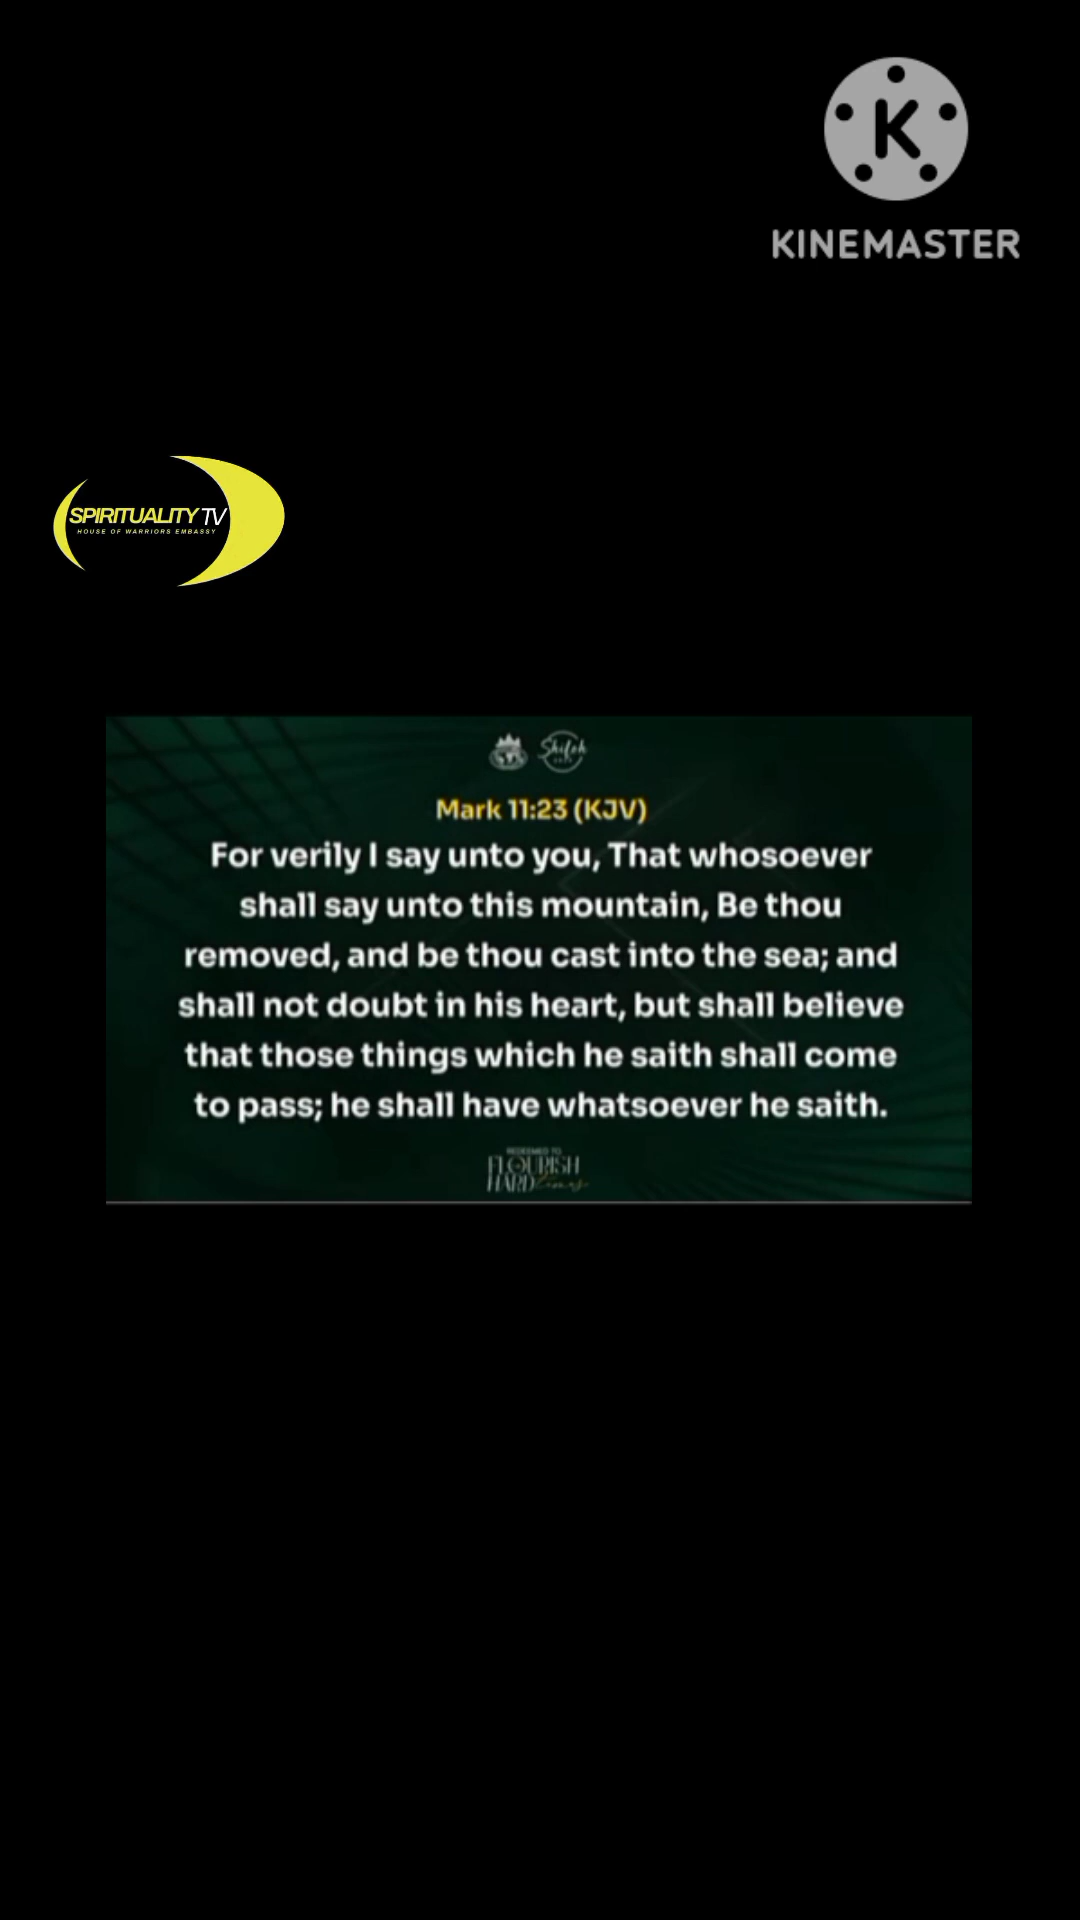 K
KINEMASTER
SPIRITUALITY TV
HOUSE OF WARRIORS EMBASSY
Shiloh
Mark 11:23 (KJV)
For verily I say unto you, That whosoever
shall say unto this mountain, Be thou
removed, and be thou cast into the sea; and
shall not doubt in his heart, but shall believe
that those things which he saith shall come
to pass; he shall have whatsoever he saith.
REDEEMED TO
FLOURISH
HARD times